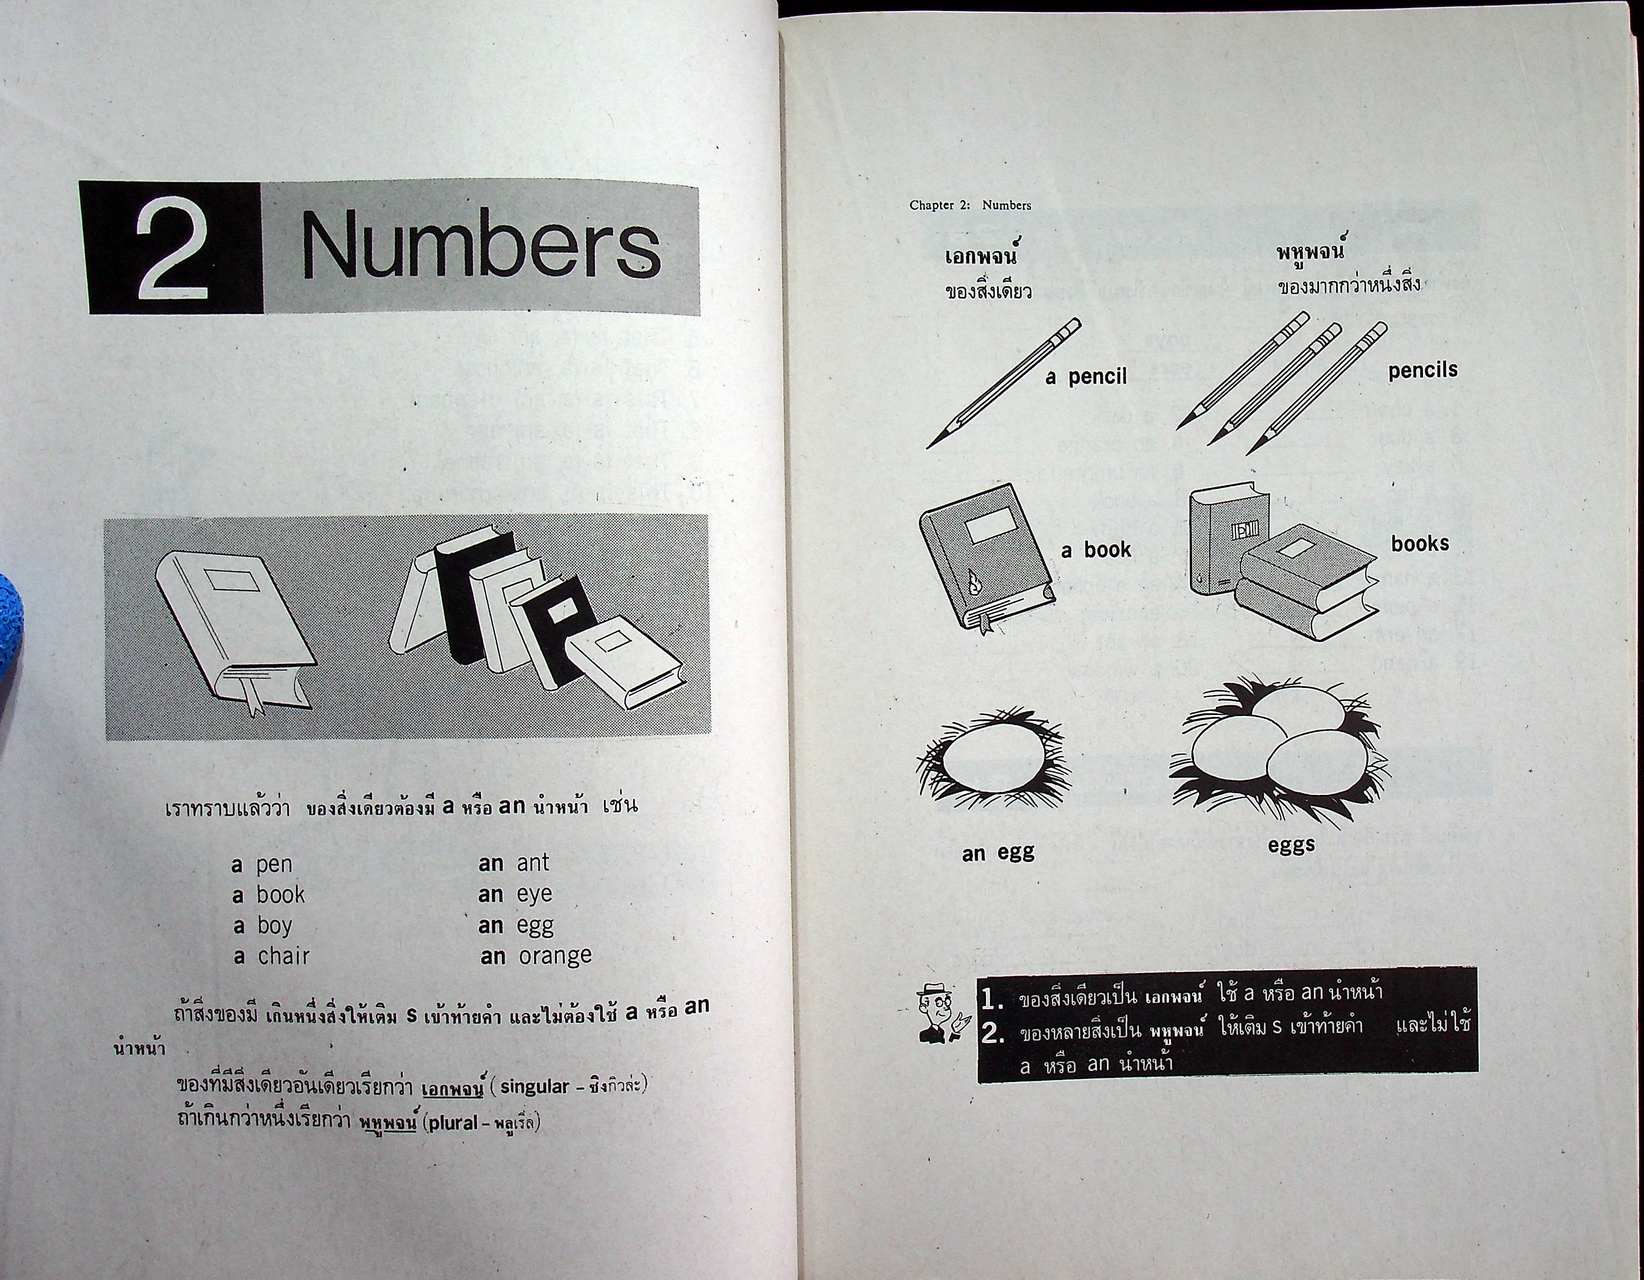 2 Numbers
เราทราบแล้วว่า ของสิ่งเดียวต้องมี a หรือ an นำหน้า เช่น
a pen an ant
a book an eye
a boy an egg
a chair an orange
ถ้าสิ่งของมี เกินหนึ่งสิ่งให้เติม s เข้าท้ายคำ และไม่ต้องใช้ a หรือ an
นำหน้า
ของที่มีสิ่งเดียวอันเดียวเรียกว่า เอกพจน์ (singular – ซิงกิวล่ะ)
ถ้าเกินกว่าหนึ่งเรียกว่า พหูพจน์ (plural – พลูเริ่ล)
Chapter 2: Numbers
เอกพจน์ พหูพจน์
ของสิ่งเดียว ของมากกว่าหนึ่งสิ่ง
a pencil pencils
a book books
an egg eggs
1. ของสิ่งเดียวเป็น เอกพจน์ ใช้ a หรือ an นำหน้า
2. ของหลายสิ่งเป็น พหูพจน์ ให้เติม s เข้าท้ายคำ และไม่ใช้
a หรือ an นำหน้า